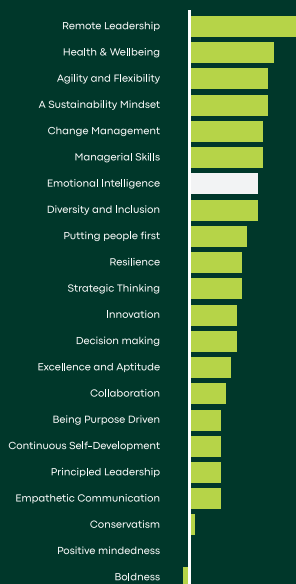 Remote Leadership
Health & Wellbeing
Agility and Flexibility
A Sustainability Mindset
Change Management
Managerial Skills
Emotional Intelligence
Diversity and Inclusion
Putting people first
Resilience
Strategic Thinking
Innovation
Decision making
Excellence and Aptitude
Collaboration
Being Purpose Driven
Continuous Self-Development
Principled Leadership
Empathetic Communication
Conservatism
Positive mindedness
Boldness